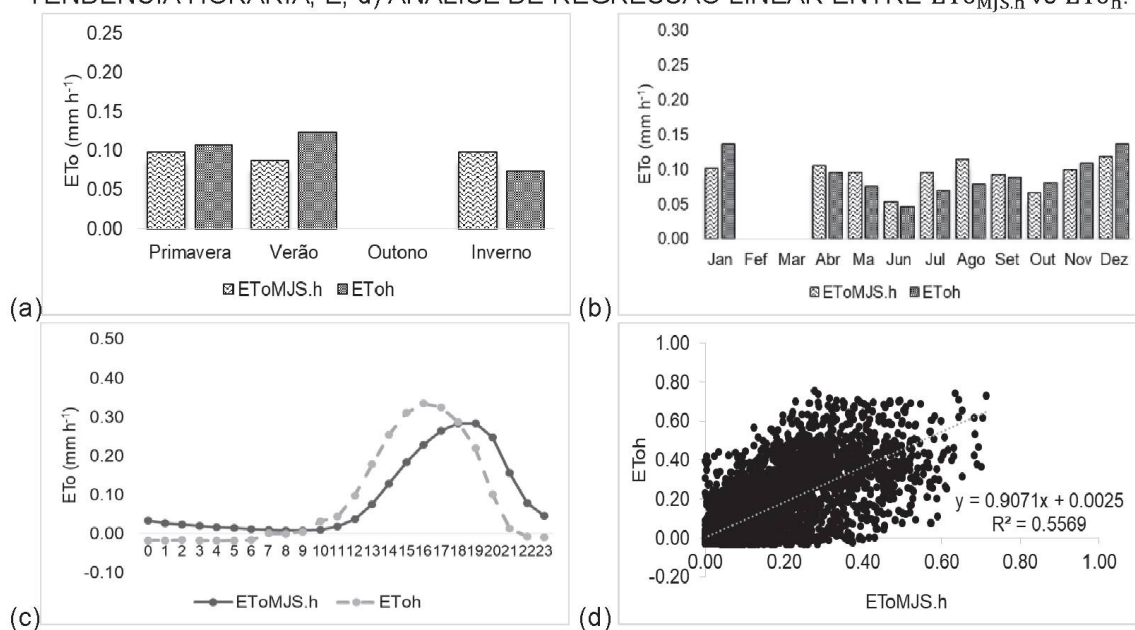 TENDÊNCIA HORÁRIA; E, d) ANÁLISE DE REGRESSÃO LINEAR ENTRE ETo_MJS.h vs ETo_h.
0.25
0.20
0.15
0.10
0.05
0.00
ETo (mm h⁻¹)
Primavera Verão Outono Inverno
EToMJS.h EToh
(a)
0.30
0.25
0.20
0.15
0.10
0.05
0.00
ETo (mm h⁻¹)
Jan Fef Mar Abr Ma Jun Jul Ago Set Out Nov Dez
EToMJS.h EToh
(b)
0.50
0.40
0.30
0.20
0.10
0.00
-0.10
ETo (mm h⁻¹)
0 1 2 3 4 5 6 7 8 9 10 11 12 13 14 15 16 17 18 19 20 21 22 23
EToMJS.h EToh
(c)
1.00
0.80
0.60
0.40
0.20
0.00
-0.20
EToh
y = 0.9071x + 0.0025
R² = 0.5569
0.00 0.20 0.40 0.60 0.80 1.00
EToMJS.h
(d)